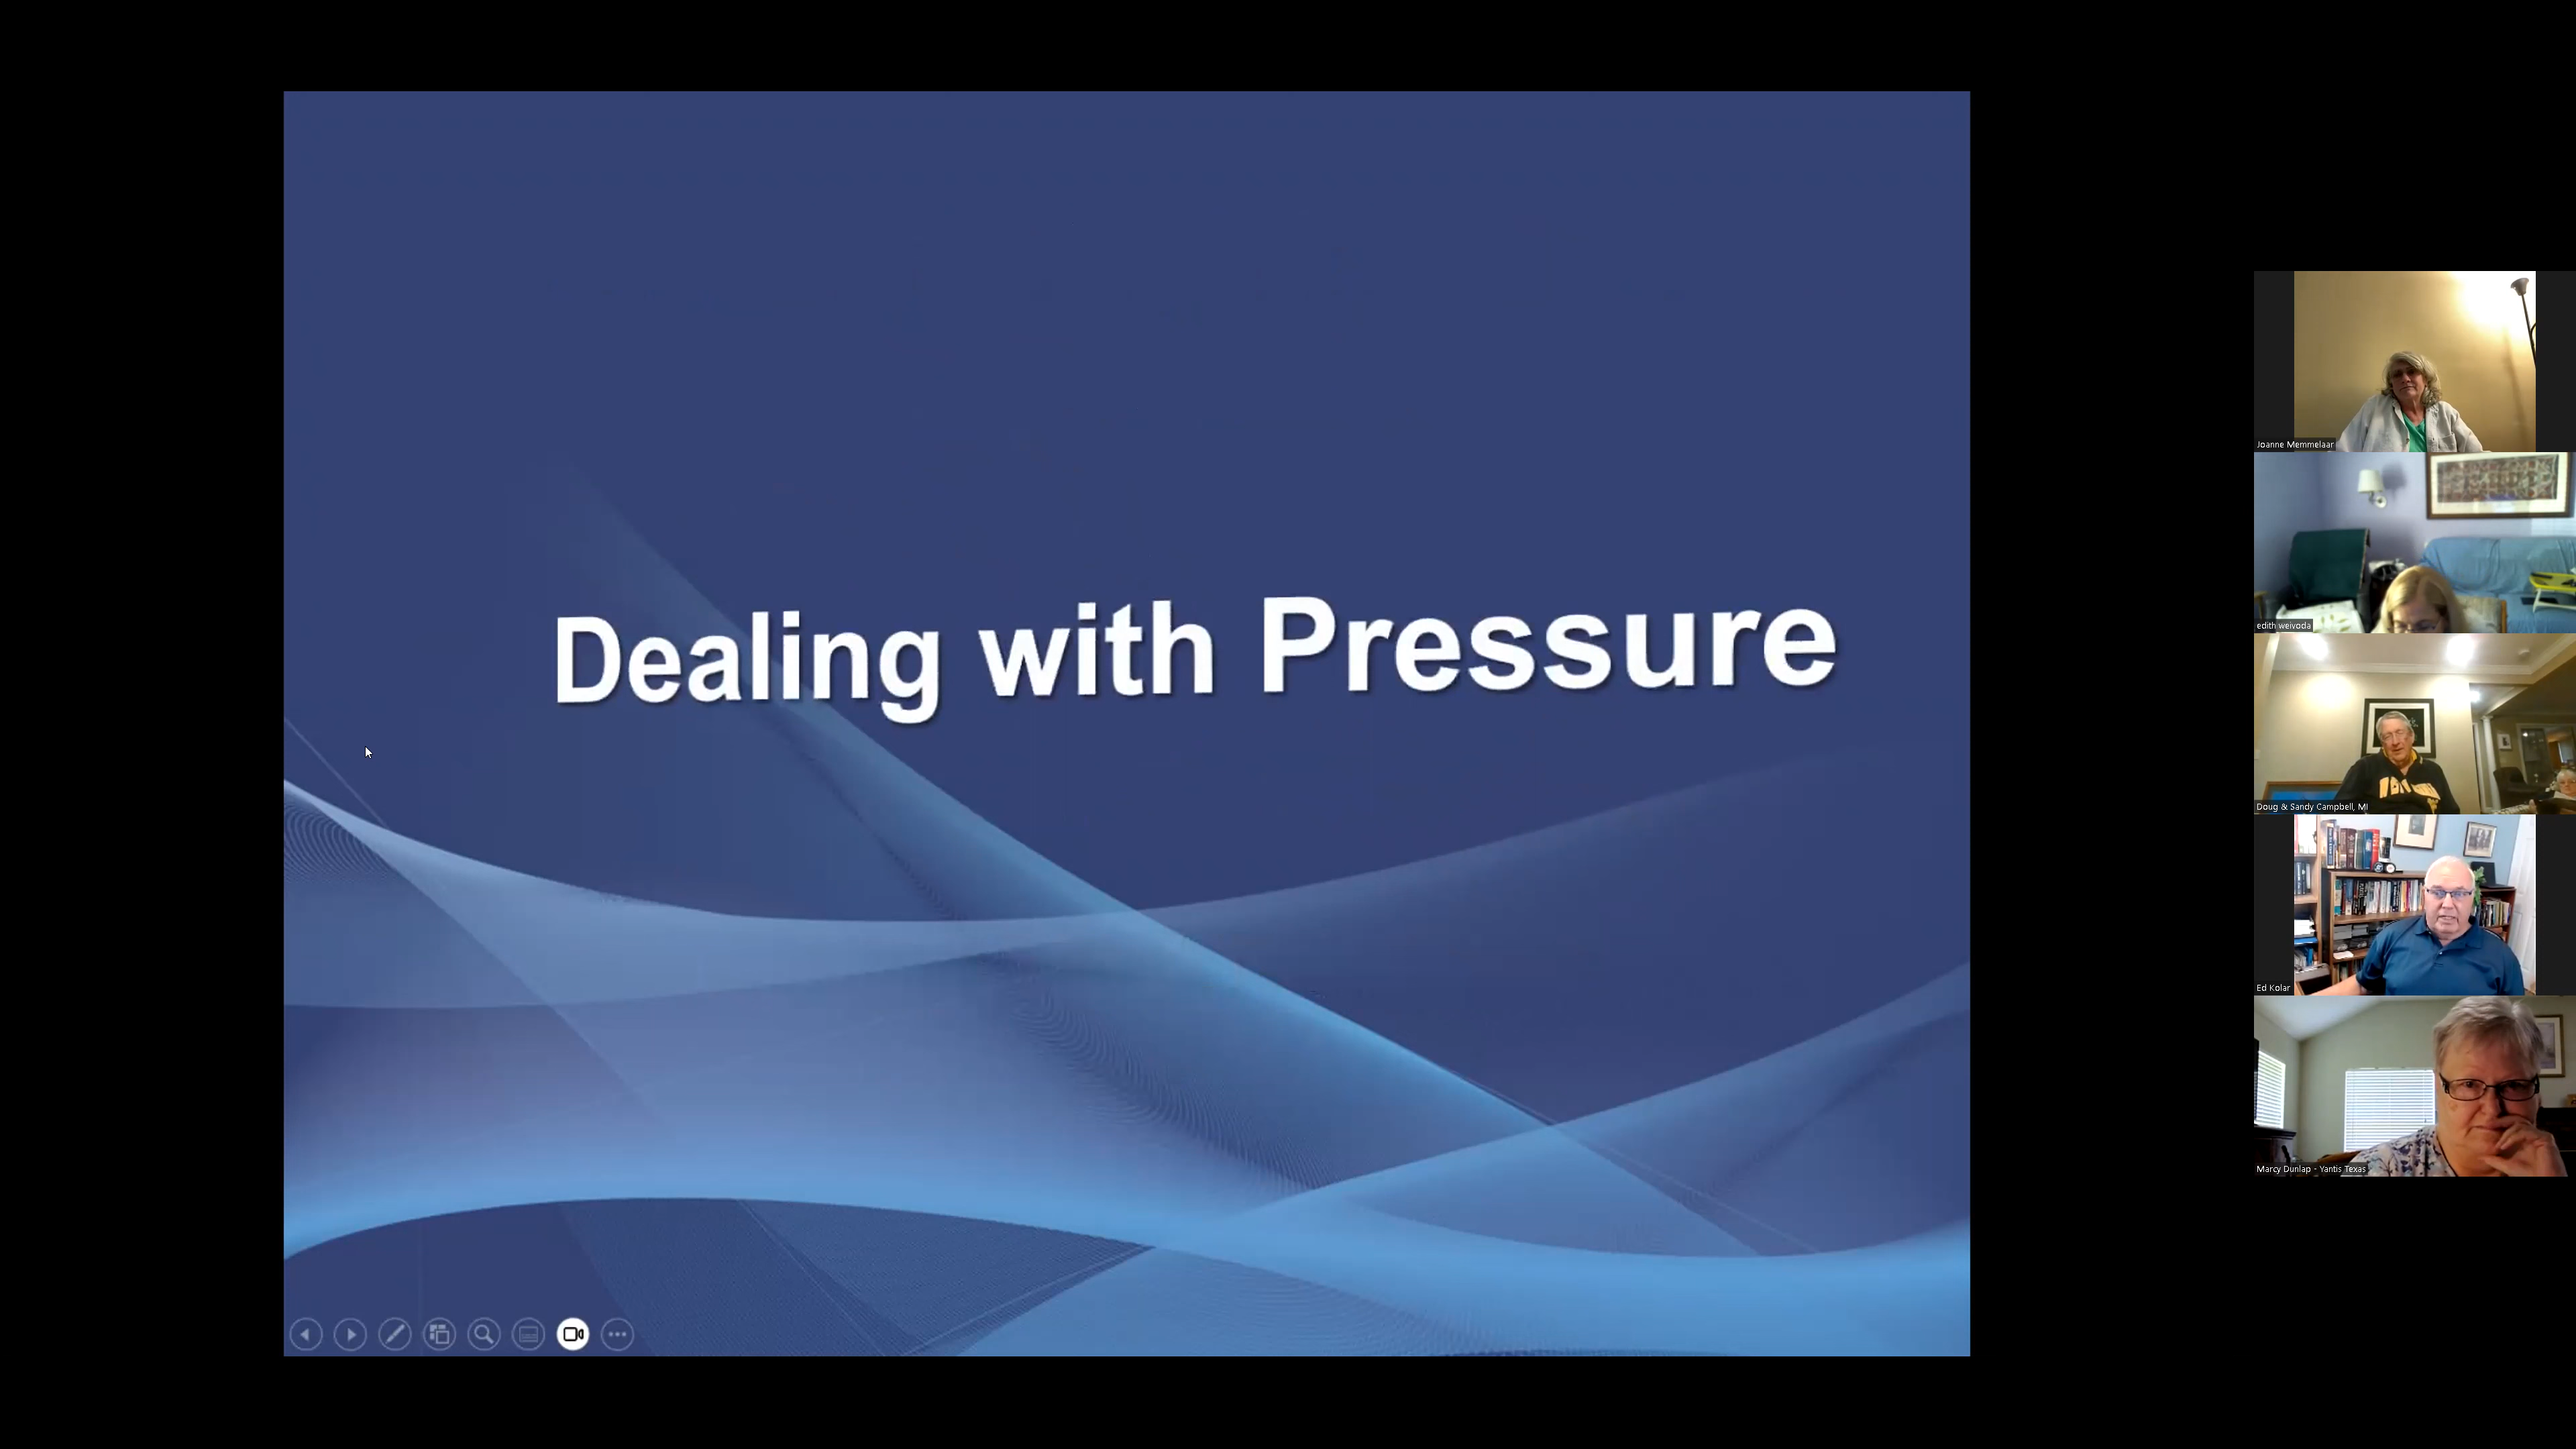 Dealing with Pressure
Joanne Memmelaar
edith weivoda
Doug & Sandy Campbell, MI
Ed Kolar
Marcy Dunlap - Yantis Texas